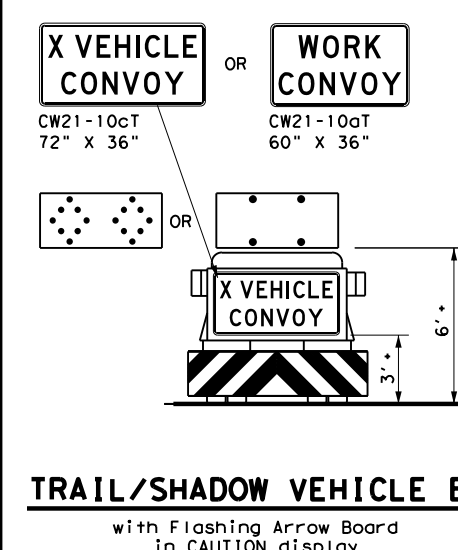 X VEHICLE
CONVOY
OR
WORK
CONVOY
CW21-10cT
72" X 36"
CW21-10aT
60" X 36"
OR
X VEHICLE
CONVOY
6' +
3' +
TRAIL/SHADOW VEHICLE
with Flashing Arrow Board
in CAUTION display